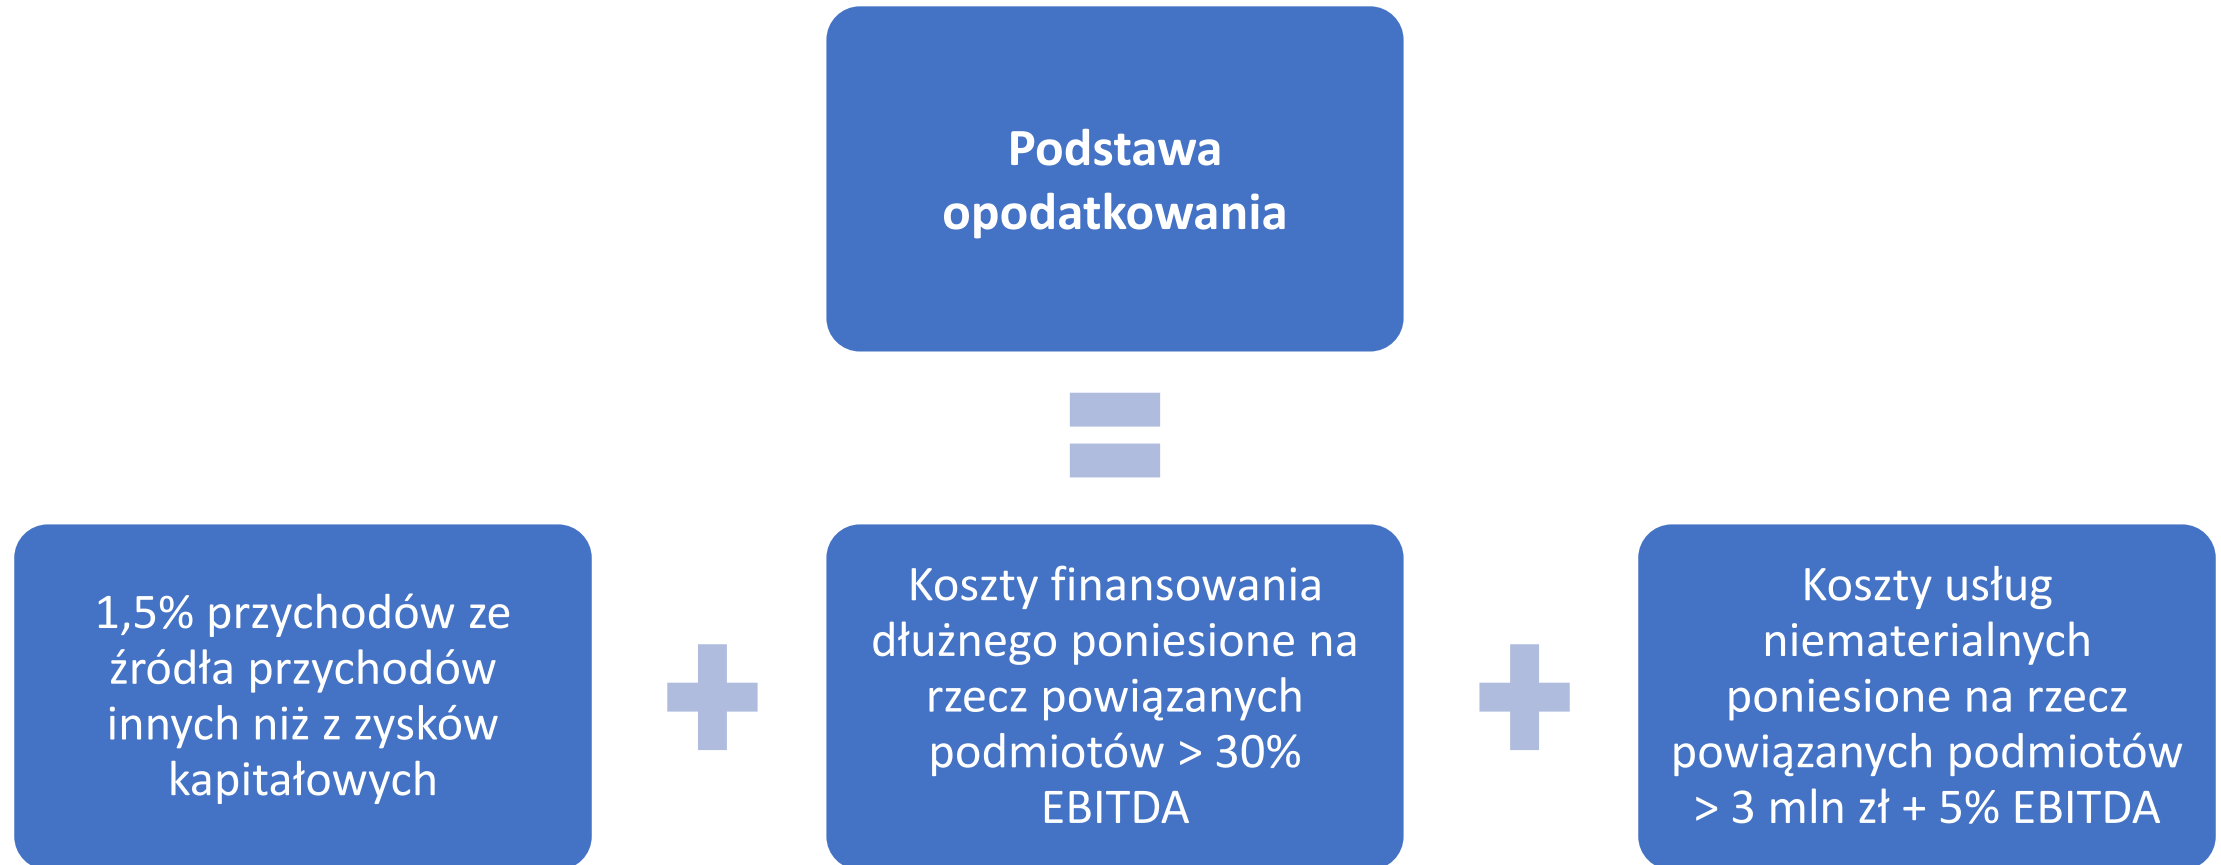 Podstawa
opodatkowania
1,5% przychodów ze
źródła przychodów
innych niż z zysków
kapitałowych
Koszty finansowania
dłużnego poniesione na
rzecz powiązanych
podmiotów > 30%
EBITDA
Koszty usług
niematerialnych
poniesione na rzecz
powiązanych podmiotów
> 3 mln zł + 5% EBITDA